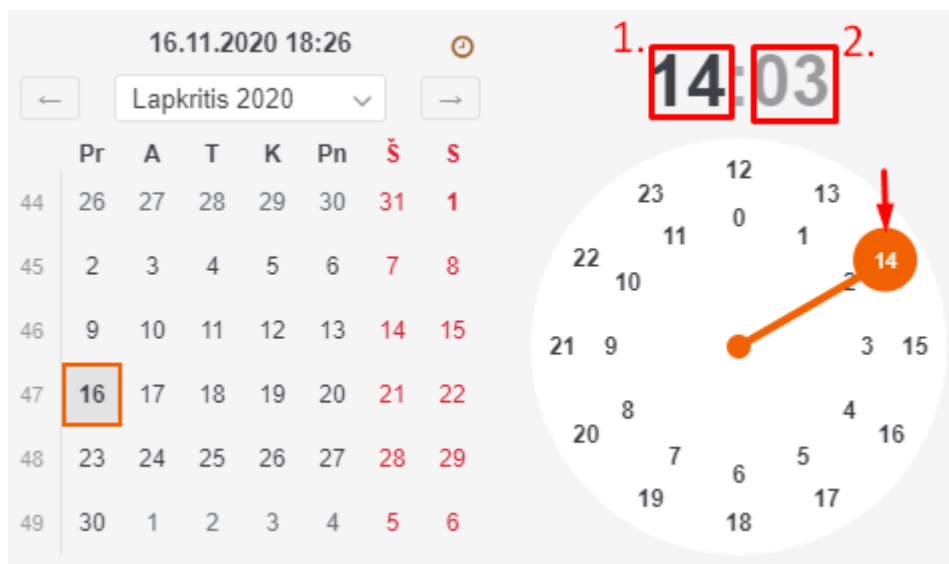 16.11.2020 18:26
← Lapkritis 2020 →
Pr A T K Pn Š S
44 26 27 28 29 30 31 1
45 2 3 4 5 6 7 8
46 9 10 11 12 13 14 15
47 16 17 18 19 20 21 22
48 23 24 25 26 27 28 29
49 30 1 2 3 4 5 6
1. 14:03 2.
12
23 13
0
11 1
22 14
10 2
21 9 3 15
8 4
20 16
7 5
6
19 17
18